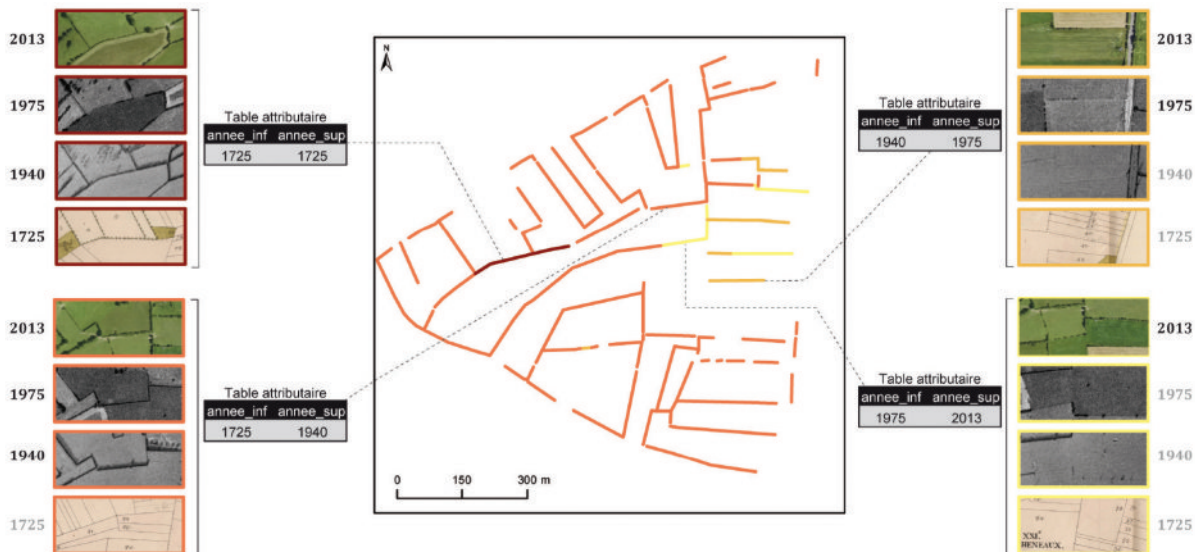 2013
1975
1940
1725
Table attributaire
annee_inf annee_sup
1725 1725
2013
1975
1940
1725
Table attributaire
annee_inf annee_sup
1725 1940
N
0 150 300 m
Table attributaire
annee_inf annee_sup
1940 1975
2013
1975
1940
1725
Table attributaire
annee_inf annee_sup
1975 2013
2013
1975
1940
1725
XXI.
HENEAUX.